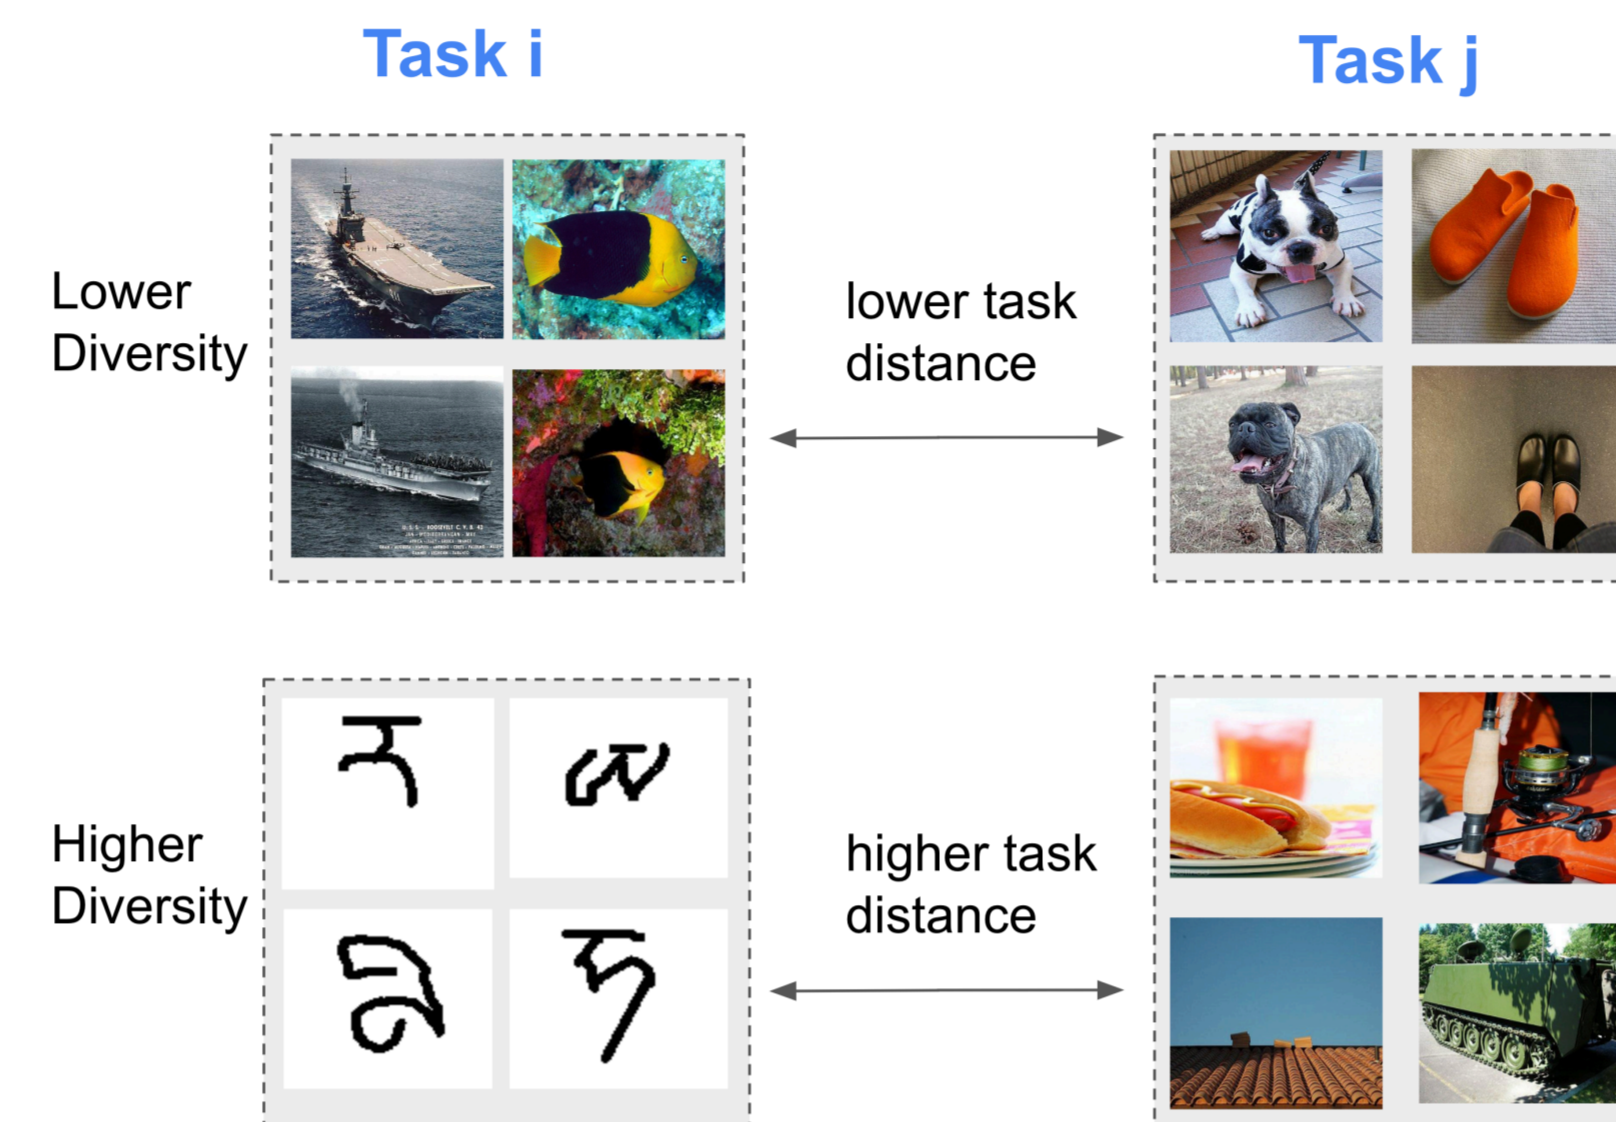 Task i
Task j
Lower
Diversity
lower task
distance
Higher
Diversity
higher task
distance